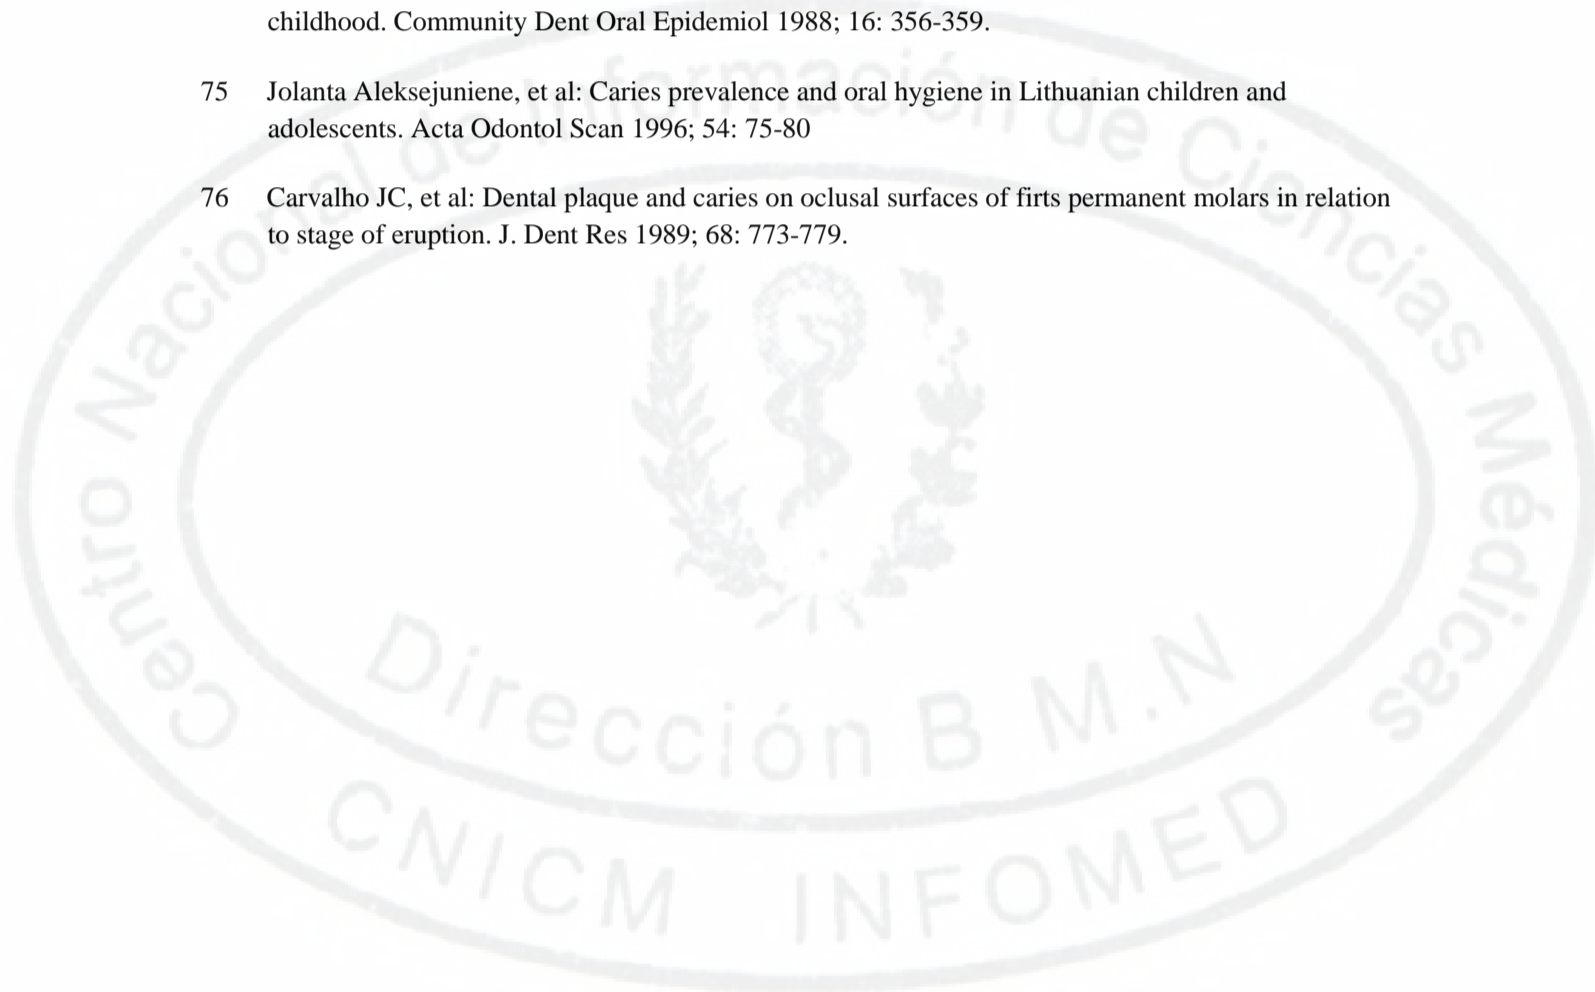 childhood. Community Dent Oral Epidemiol 1988; 16: 356-359.
75 Jolanta Aleksejuniene, et al: Caries prevalence and oral hygiene in Lithuanian children and
adolescents. Acta Odontol Scan 1996; 54: 75-80
76 Carvalho JC, et al: Dental plaque and caries on oclusal surfaces of firts permanent molars in relation
to stage of eruption. J. Dent Res 1989; 68: 773-779.
Centro Nacional de Información de Ciencias Médicas
Dirección B M.N
CNICM INFOMED